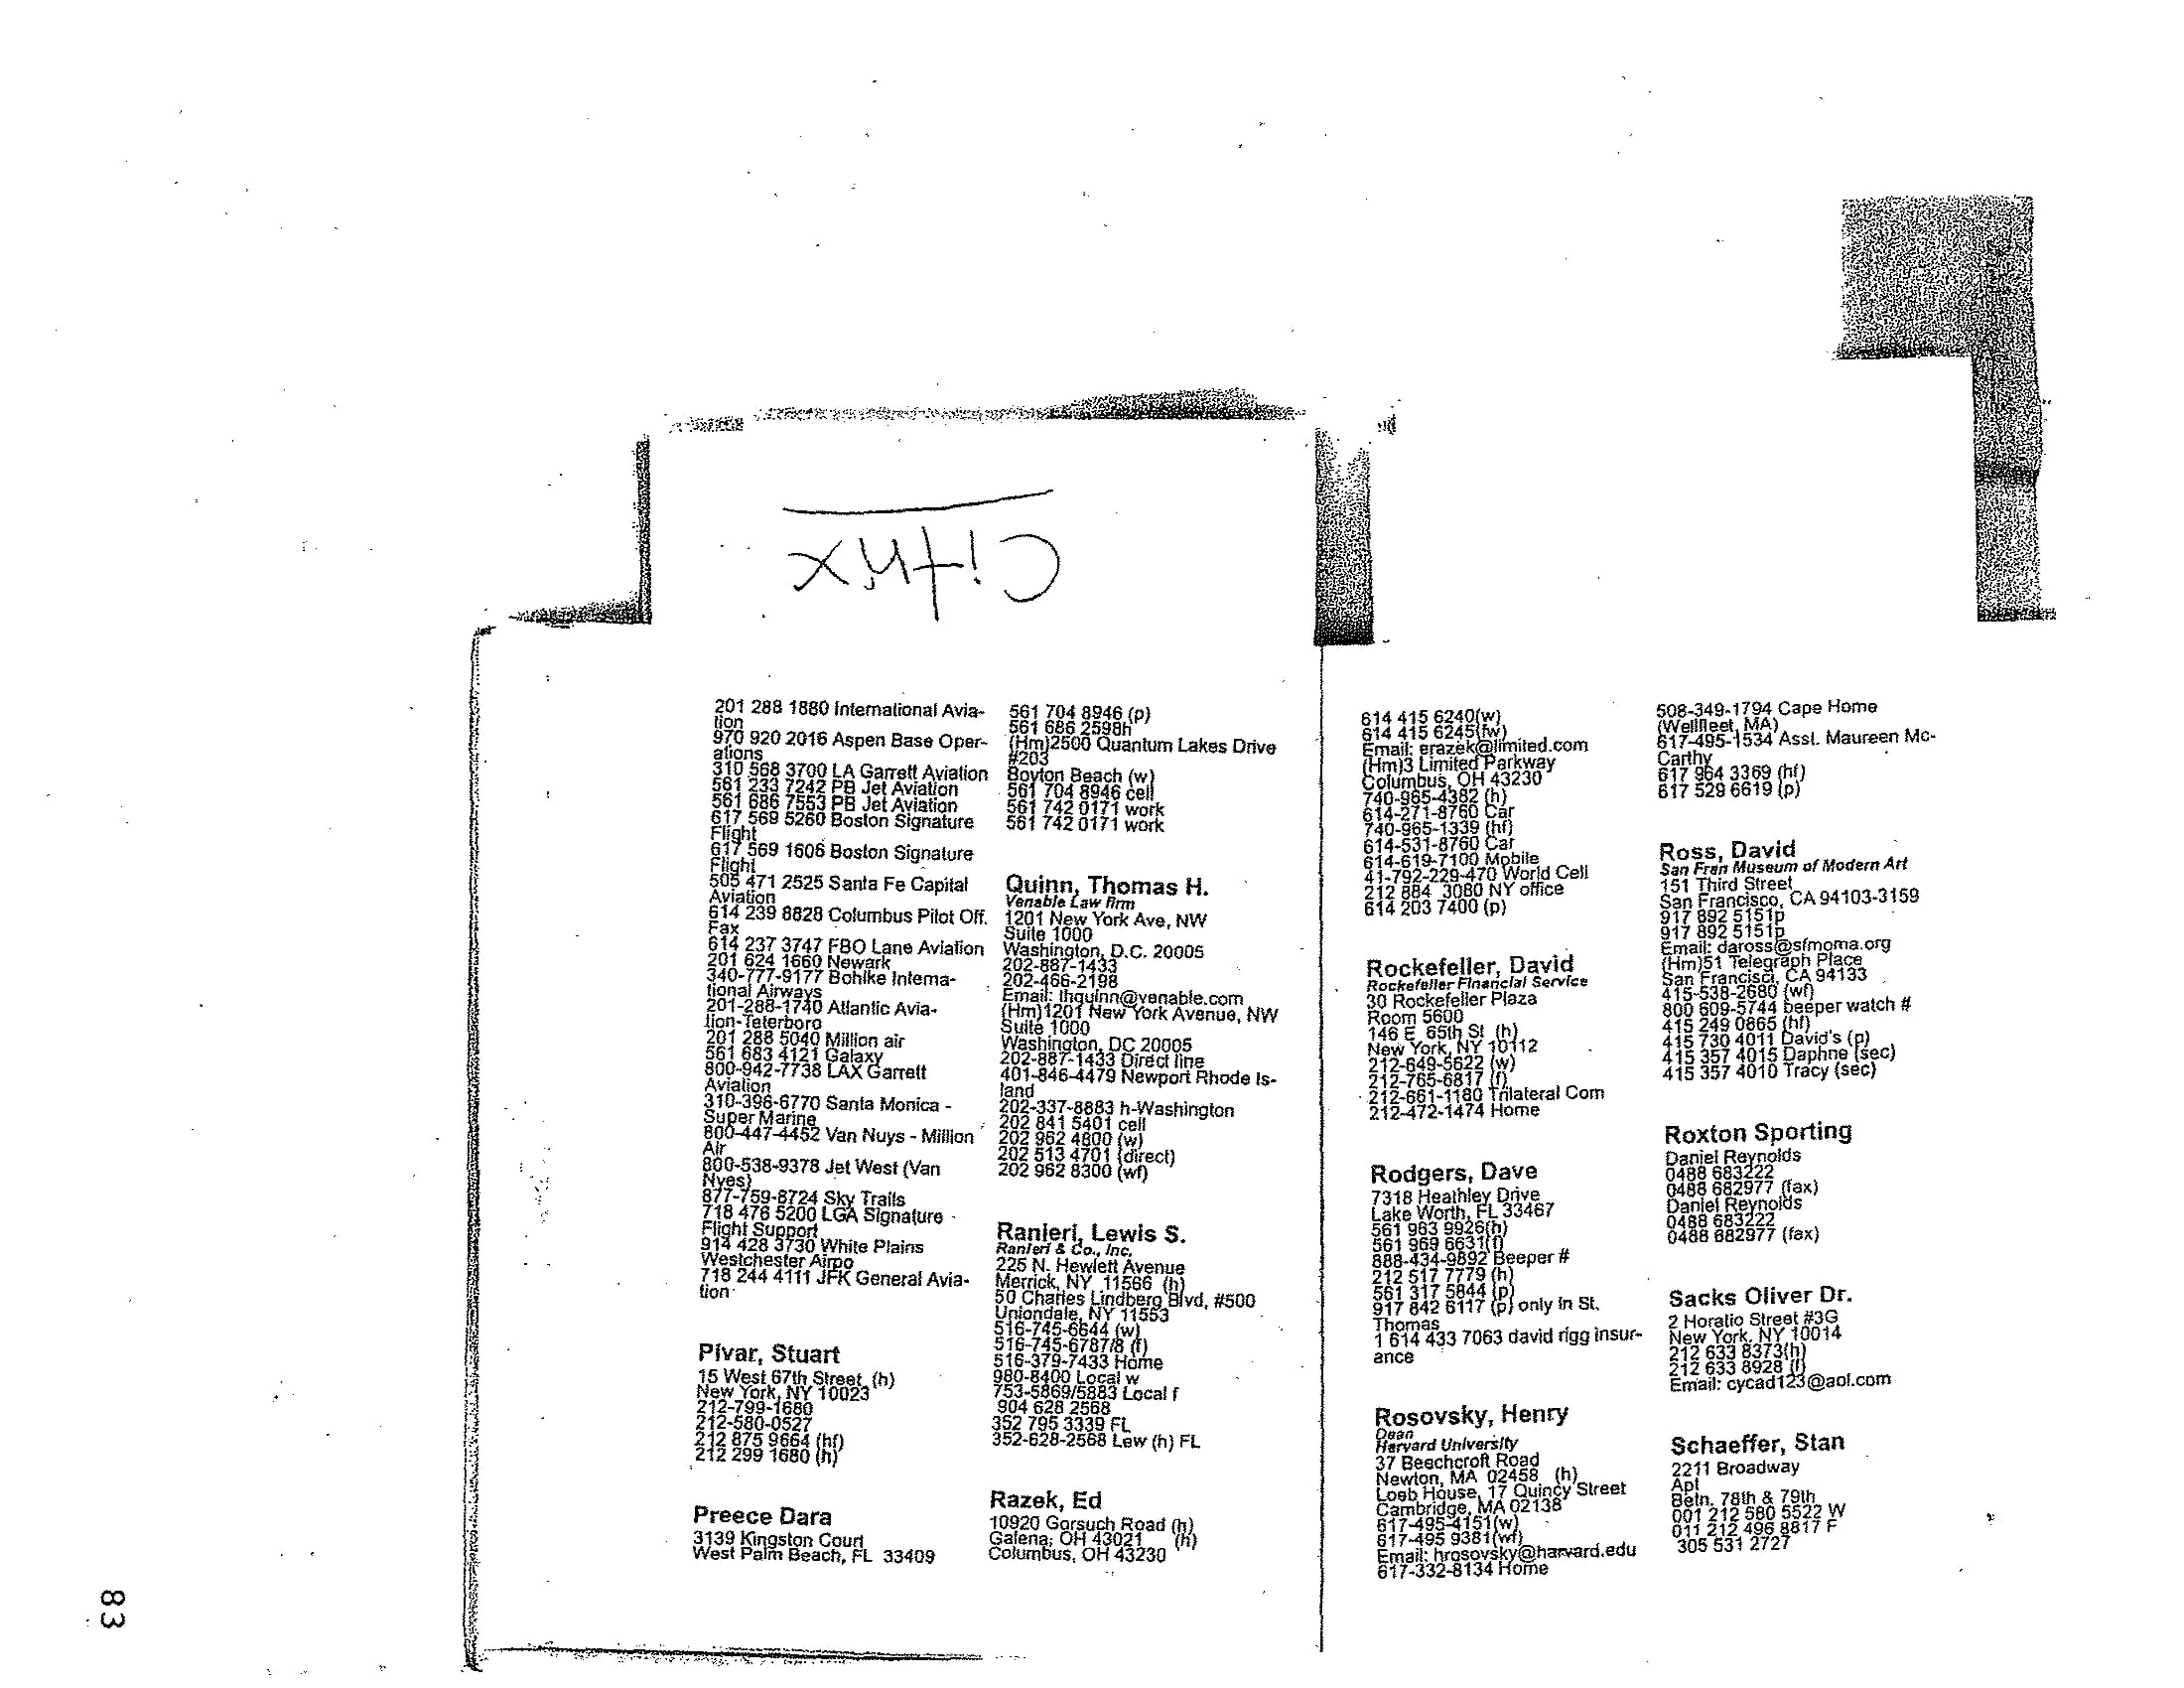 Citrix
201 288 1880 International Avia-
tion
970 920 2016 Aspen Base Oper-
ations
310 568 3700 LA Garrett Aviation
561 233 7242 PB Jet Aviation
561 686 7553 PB Jet Aviation
617 569 5260 Boston Signature
Flight
617 569 1606 Boston Signature
Flight
505 471 2525 Santa Fe Capital
Aviation
614 239 8828 Columbus Pilot Off.
Fax
614 237 3747 FBO Lane Aviation
201 624 1660 Newark
340-777-9177 Bohlke Interna-
tional Airways
201-288-1740 Atlantic Avia-
tion-Teterboro
201 288 5040 Million air
561 683 4121 Galaxy
800-942-7738 LAX Garrett
Aviation
310-396-6770 Santa Monica -
Super Marine
800-447-4452 Van Nuys - Million
Air
800-538-9378 Jet West (Van
Nyes)
877-759-8724 Sky Trails
718 476 5200 LGA Signature
Flight Support
914 428 3730 White Plains
Westchester Airpo
718 244 4111 JFK General Avia-
tion
Pivar, Stuart
15 West 67th Street (h)
New York, NY 10023
212-799-1680
212-580-0527
212 875 9664 (hf)
212 299 1680 (h)
Preece Dara
3139 Kingston Court
West Palm Beach, FL 33409
561 704 8946 (p)
561 686 2598h
(Hm)2500 Quantum Lakes Drive
#203
Boyton Beach (w)
561 704 8946 cell
561 742 0171 work
561 742 0171 work
Quinn, Thomas H.
Venable Law firm
1201 New York Ave, NW
Suite 1000
Washington, D.C. 20005
202-887-1433
202-466-2198
Email: thquinn@venable.com
(Hm)1201 New York Avenue, NW
Suite 1000
Washington, DC 20005
202-887-1433 Direct line
401-846-4479 Newport Rhode Is-
land
202-337-8883 h-Washington
202 841 5401 cell
202 962 4800 (w)
202 513 4701 (direct)
202 962 8300 (wf)
Ranieri, Lewis S.
Ranieri & Co., Inc.
225 N. Hewlett Avenue
Merrick, NY 11566 (h)
50 Charles Lindberg Blvd, #500
Uniondale, NY 11553
516-745-6644 (w)
516-745-6787/8 (f)
516-379-7433 Home
980-8400 Local w
753-5869/5883 Local f
904 628 2568
352 795 3339 FL
352-628-2568 Lew (h) FL
Razek, Ed
10920 Gorsuch Road (h)
Galena, OH 43021 (h)
Columbus, OH 43230
614 415 6240(w)
614 415 6245(fw)
Email: erazek@limited.com
(Hm)3 Limited Parkway
Columbus, OH 43230
740-965-4382 (h)
614-271-8760 Car
740-965-1339 (hf)
614-531-8760 Car
614-619-7100 Mobile
41-792-229-470 World Cell
212 884 3080 NY office
614 203 7400 (p)
Rockefeller, David
Rockefeller Financial Service
30 Rockefeller Plaza
Room 5600
146 E 65th St (h)
New York, NY 10112
212-649-5622 (w)
212-765-6817 (f)
212-661-1180 Trilateral Com
212-472-1474 Home
Rodgers, Dave
7318 Heathley Drive
Lake Worth, FL 33467
561 963 9926(h)
561 969 6631(f)
888-434-9892 Beeper #
212 517 7779 (h)
561 317 5844 (p)
917 842 6117 (p) only in St.
Thomas
1 614 433 7063 david rigg insur-
ance
Rosovsky, Henry
Dean
Harvard University
37 Beechcroft Road
Newton, MA 02458 (h)
Loeb House, 17 Quincy Street
Cambridge, MA 02138
617-495-4151(w)
617-495 9381(wf)
Email: hrosovsky@harvard.edu
617-332-8134 Home
508-349-1794 Cape Home
(Wellfleet, MA)
617-495-1534 Asst. Maureen Mc-
Carthy
617 964 3369 (hf)
617 529 6619 (p)
Ross, David
San Fran Museum of Modern Art
151 Third Street
San Francisco, CA 94103-3159
917 892 5151p
917 892 5151p
Email: daross@sfmoma.org
(Hm)51 Telegraph Place
San Francisci, CA 94133
415-538-2680 (wf)
800 609-5744 beeper watch #
415 249 0865 (hf)
415 730 4011 David's (p)
415 357 4015 Daphne (sec)
415 357 4010 Tracy (sec)
Roxton Sporting
Daniel Reynolds
0488 683222
0488 682977 (fax)
Daniel Reynolds
0488 683222
0488 682977 (fax)
Sacks Oliver Dr.
2 Horatio Street #3G
New York, NY 10014
212 633 8373(h)
212 633 8928 (f)
Email: cycad123@aol.com
Schaeffer, Stan
2211 Broadway
Apt
Betn. 78th & 79th
001 212 580 5522 W
011 212 496 8817 F
305 531 2727
83